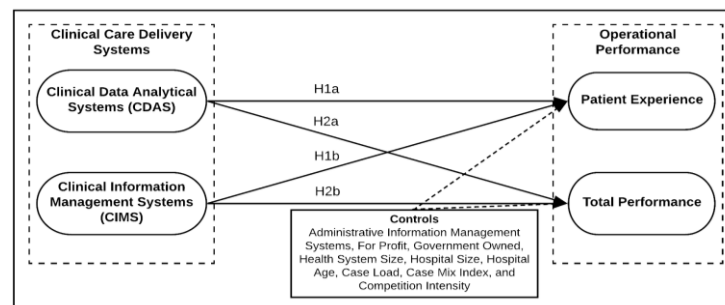 Clinical Care Delivery
Systems
Operational
Performance
Clinical Data Analytical
Systems (CDAS)
H1a
Patient Experience
H2a
H1b
Clinical Information
Management Systems
(CIMS)
H2b
Total Performance
Controls
Administrative Information Management
Systems, For Profit, Government Owned,
Health System Size, Hospital Size, Hospital
Age, Case Load, Case Mix Index, and
Competition Intensity